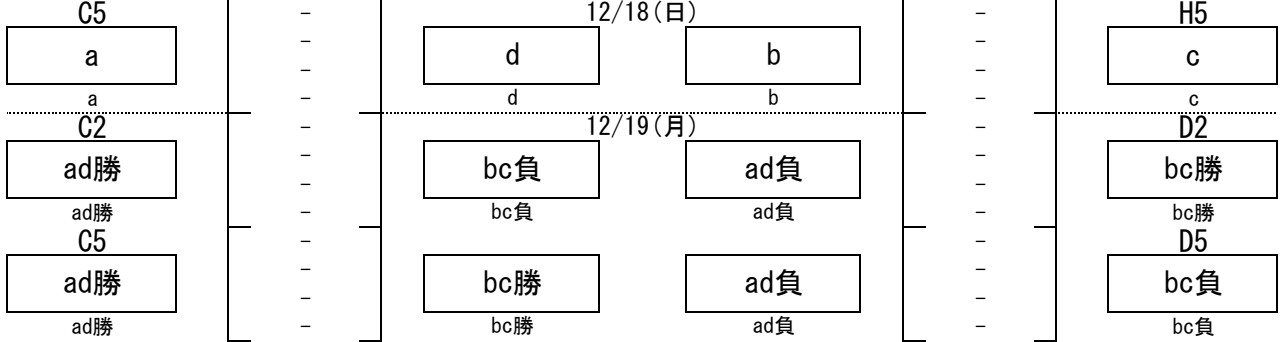 C5 - 12/18(日) - H5
- -
a - d b - c
- -
a - d b - c
C2 - 12/19(月) - D2
- -
ad勝 - bc負 ad負 - bc勝
- -
ad勝 - bc負 ad負 - bc勝
C5 - - D5
- -
ad勝 - bc勝 ad負 - bc負
- -
ad勝 - bc勝 ad負 - bc負